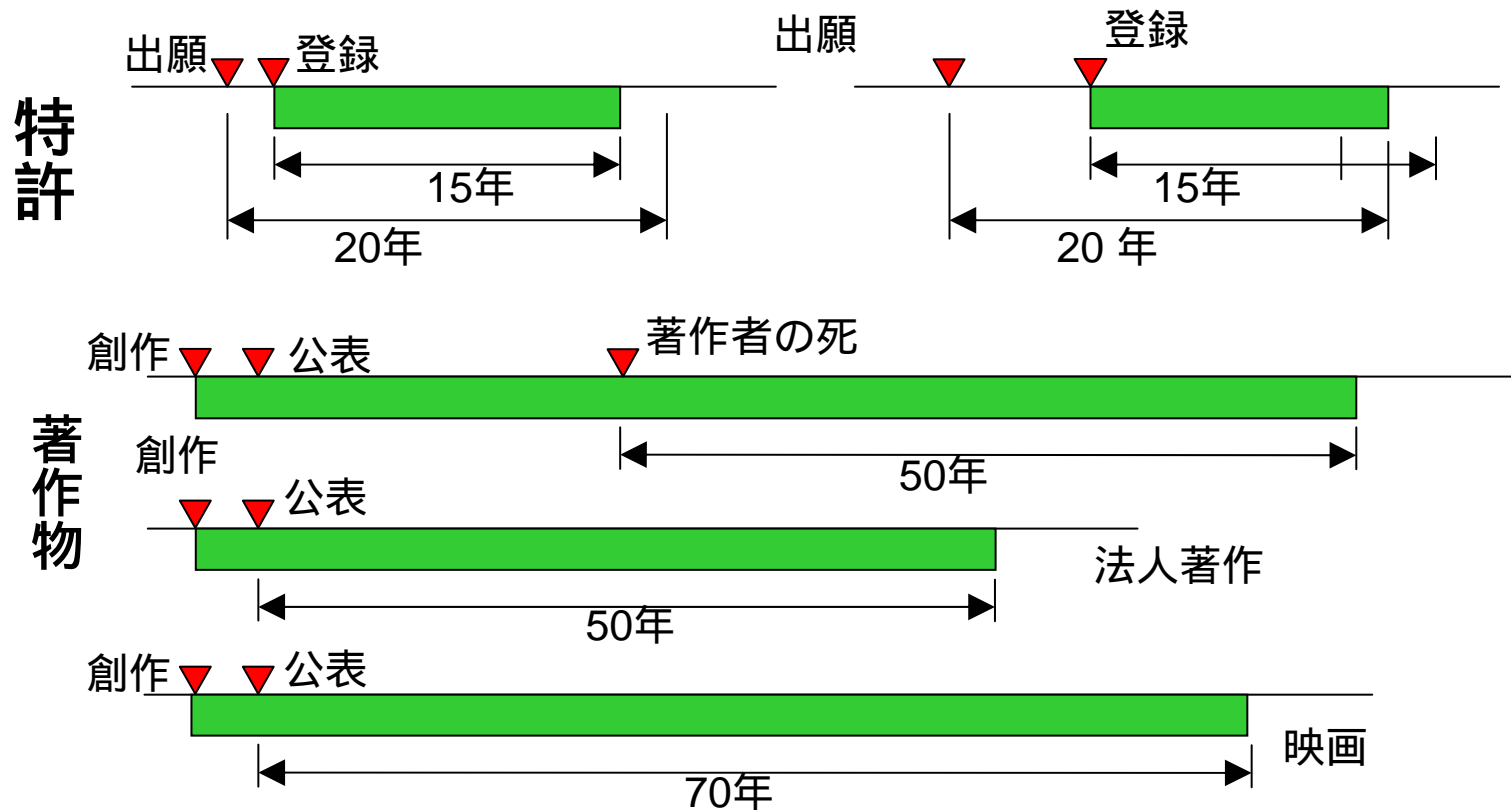 特許
出願
登録
15年
20年
出願
登録
15年
20 年
著作物
創作
公表
著作者の死
50年
創作
公表
法人著作
50年
創作
公表
映画
70年